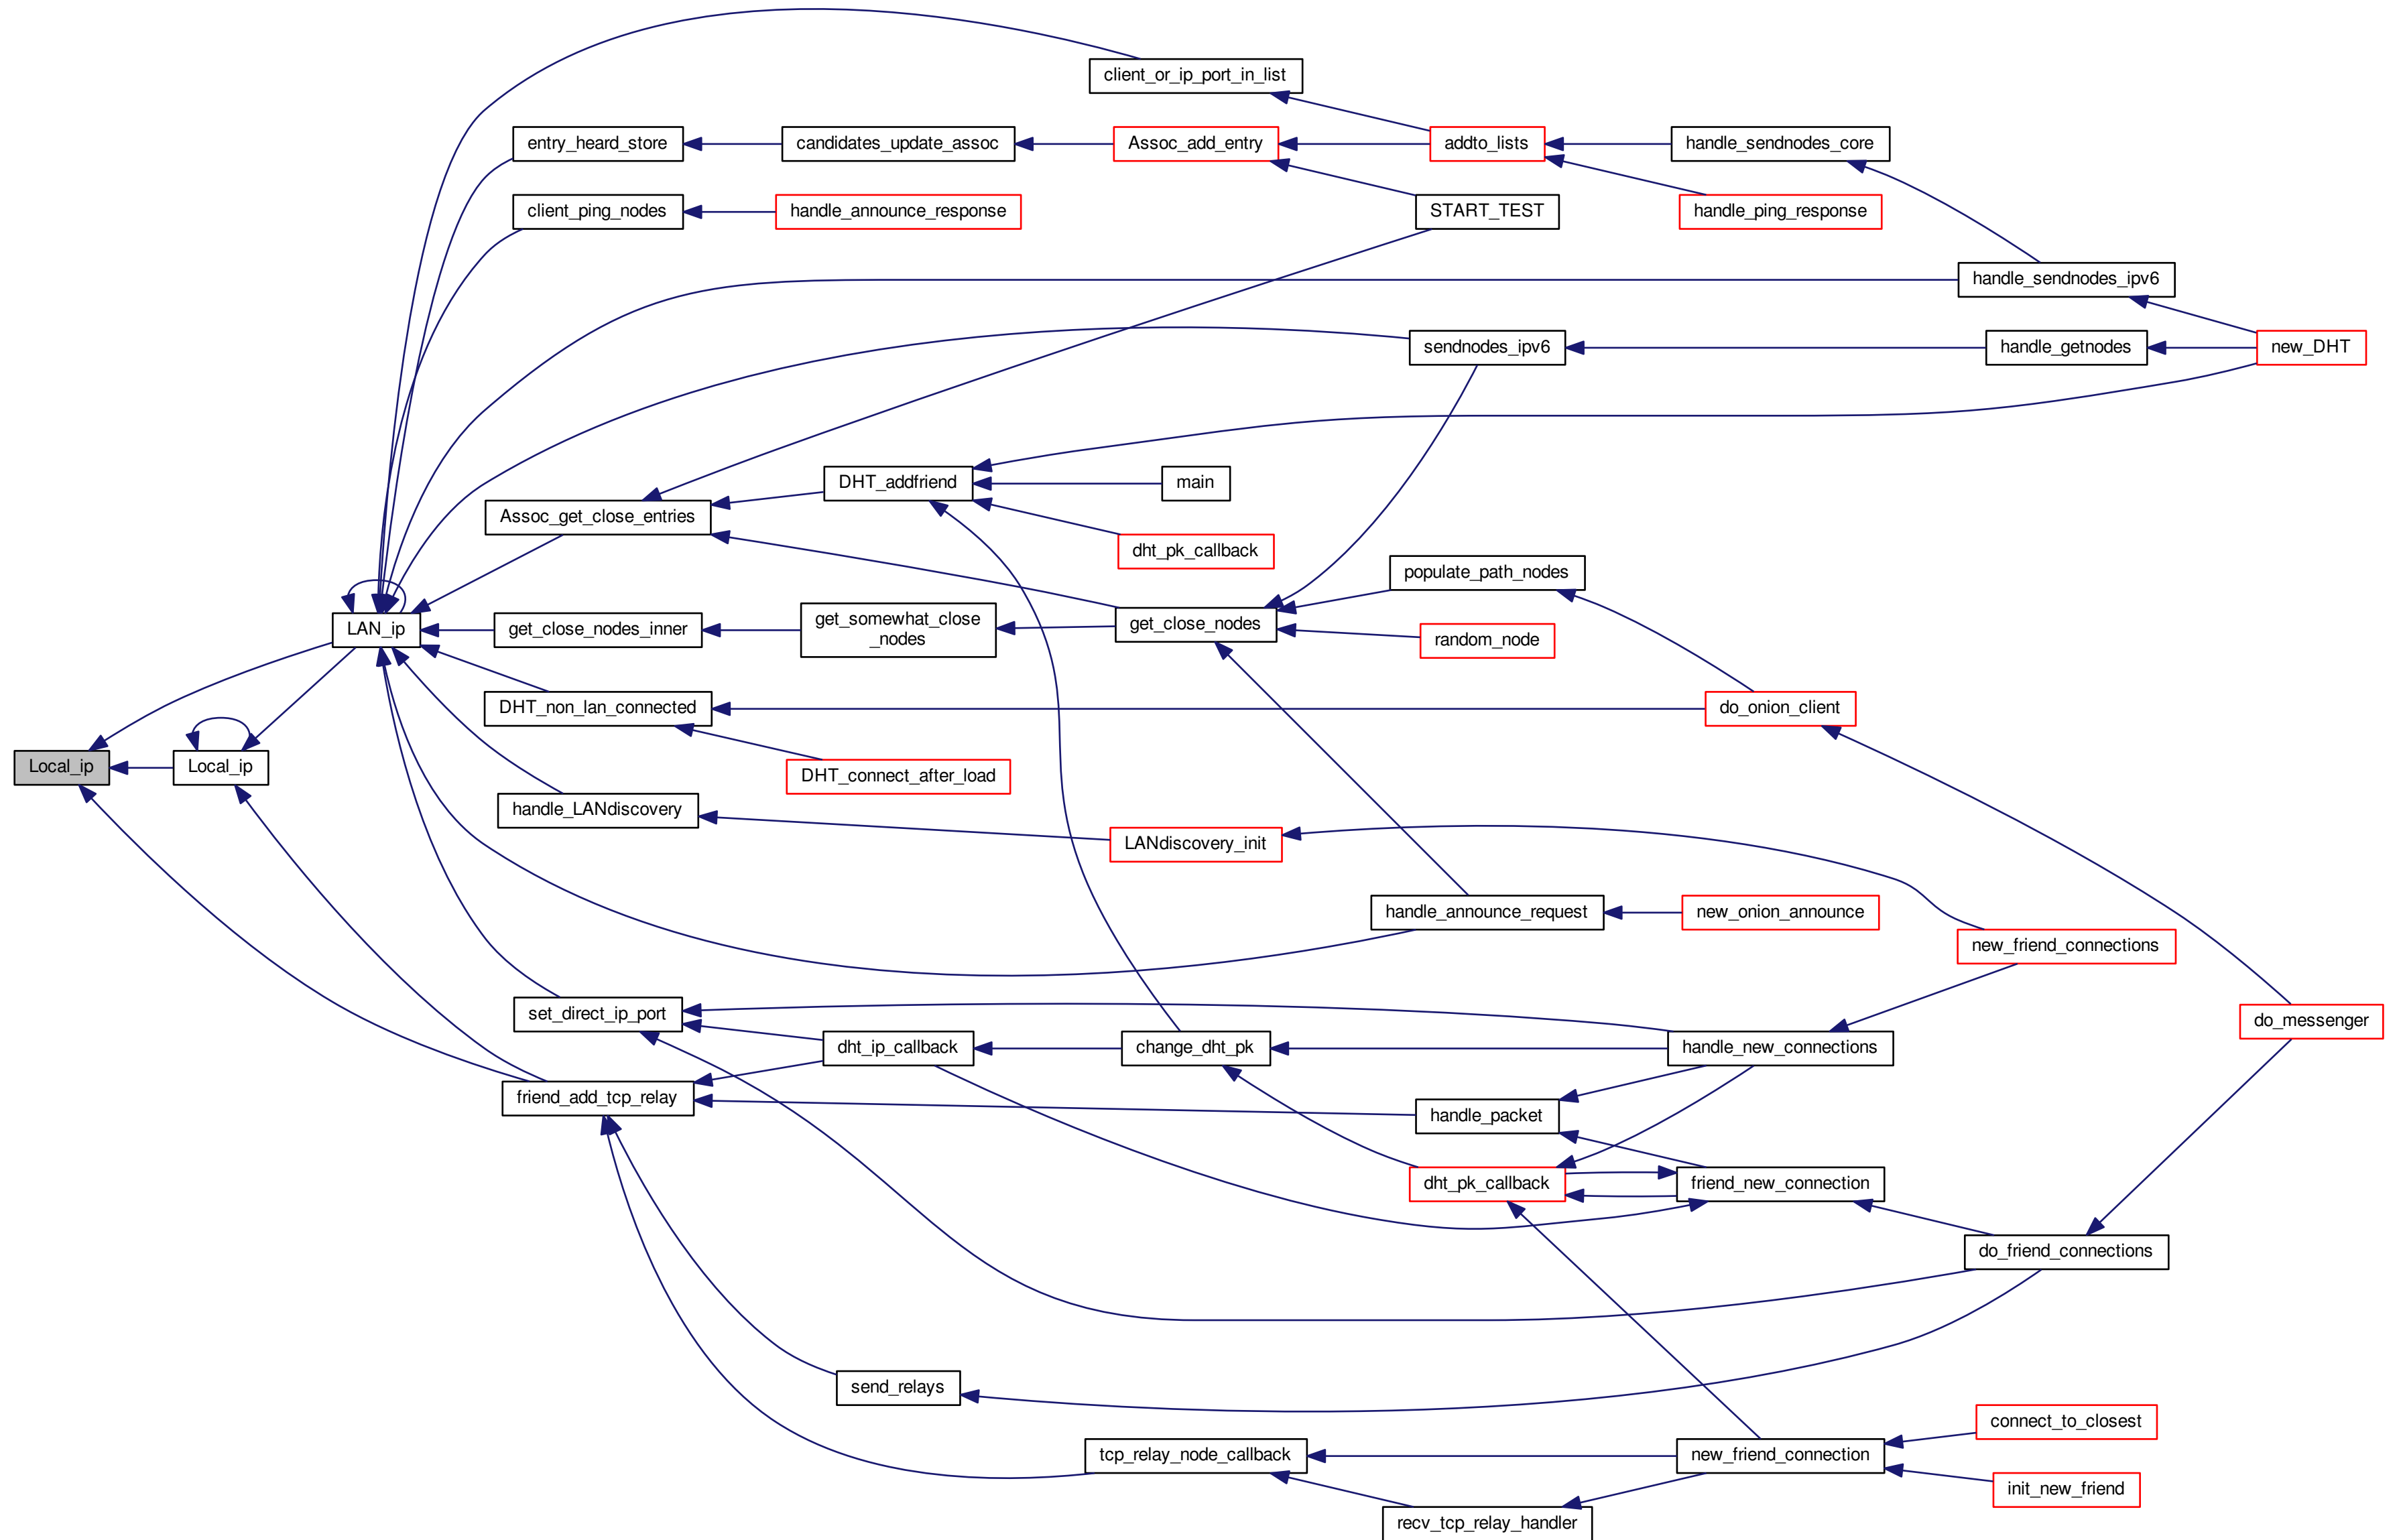 client_or_ip_port_in_list
entry_heard_store
candidates_update_assoc
Assoc_add_entry
addto_lists
handle_sendnodes_core
client_ping_nodes
handle_announce_response
START_TEST
handle_ping_response
handle_sendnodes_ipv6
sendnodes_ipv6
handle_getnodes
new_DHT
DHT_addfriend
main
Assoc_get_close_entries
dht_pk_callback
populate_path_nodes
LAN_ip
get_close_nodes_inner
get_somewhat_close
_nodes
get_close_nodes
random_node
DHT_non_lan_connected
do_onion_client
Local_ip
Local_ip
DHT_connect_after_load
handle_LANdiscovery
LANdiscovery_init
handle_announce_request
new_onion_announce
new_friend_connections
set_direct_ip_port
do_messenger
dht_ip_callback
change_dht_pk
handle_new_connections
friend_add_tcp_relay
handle_packet
dht_pk_callback
friend_new_connection
do_friend_connections
send_relays
connect_to_closest
tcp_relay_node_callback
new_friend_connection
init_new_friend
recv_tcp_relay_handler